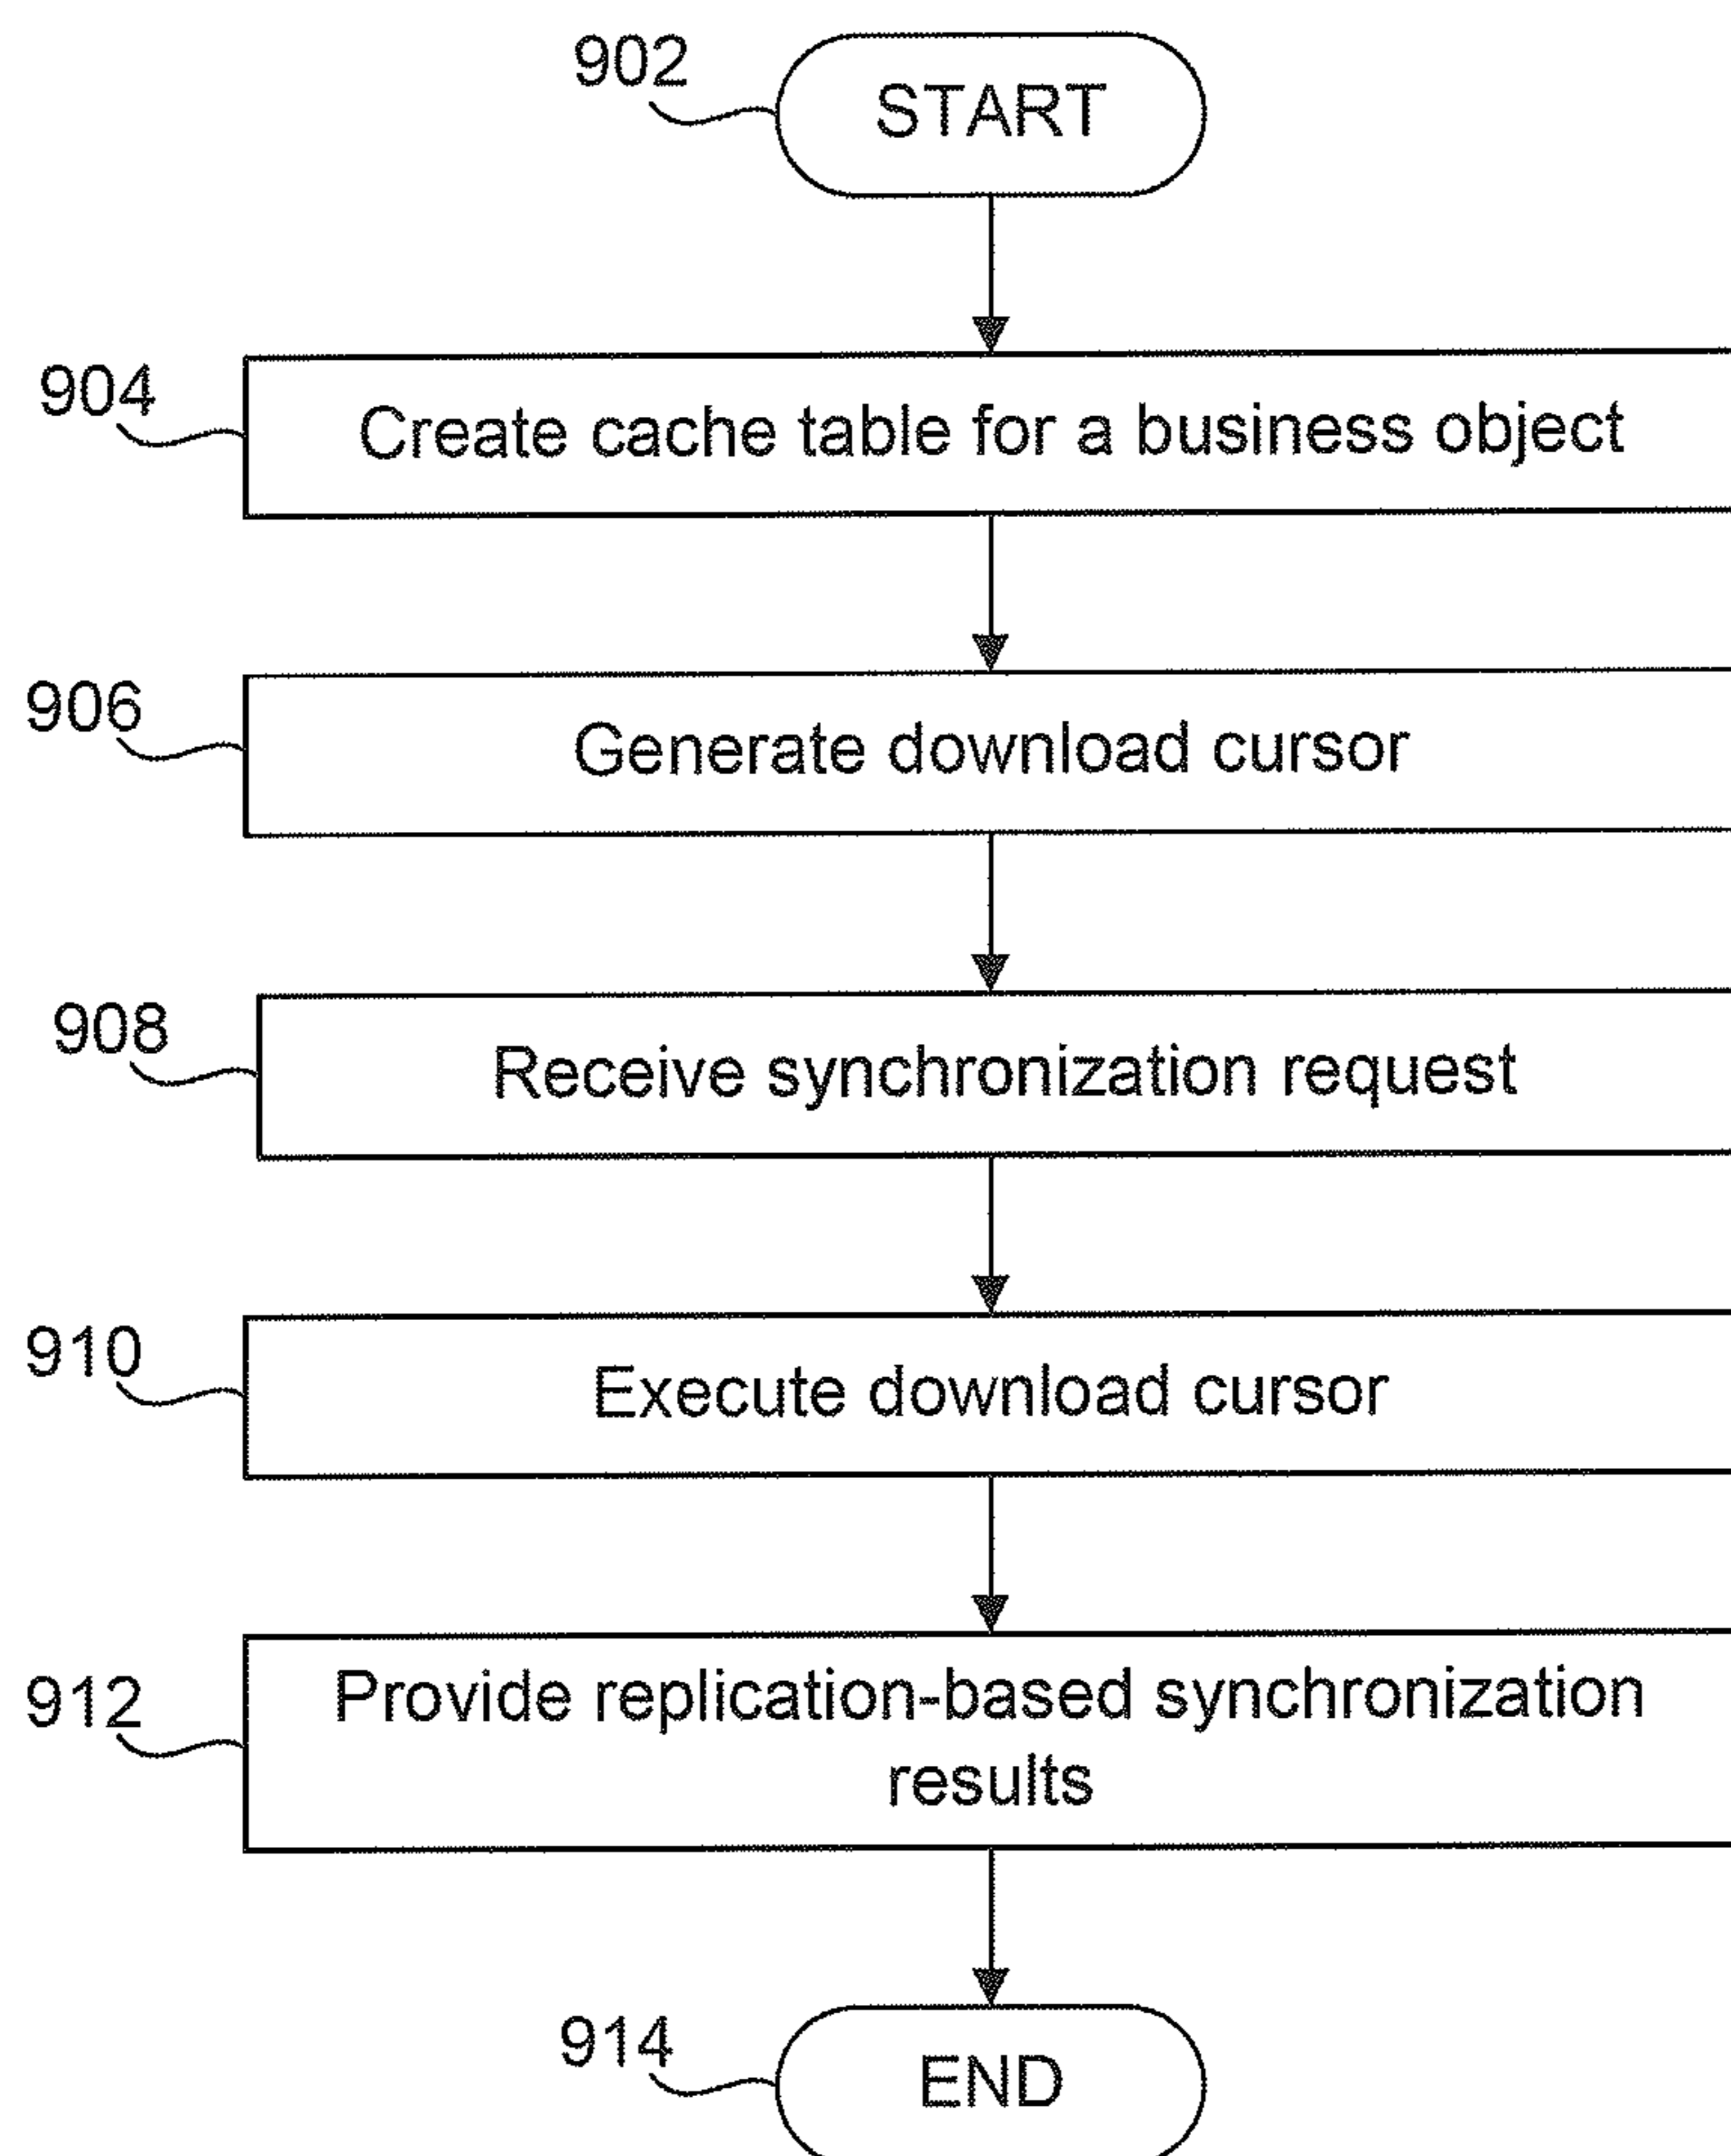 902
START
904
Create cache table for a business object
906
Generate download cursor
908
Receive synchronization request
910
Execute download cursor
912
Provide replication-based synchronization
results
914
END